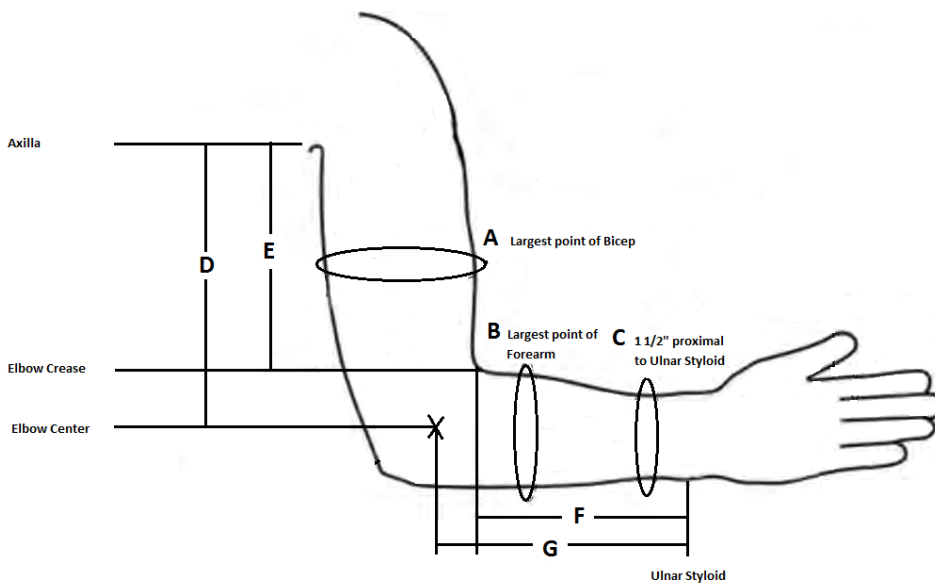 Axilla
D
E
A Largest point of Bicep
B Largest point of
Forearm
C 1 1/2" proximal
to Ulnar Styloid
Elbow Crease
Elbow Center
X
F
G
Ulnar Styloid